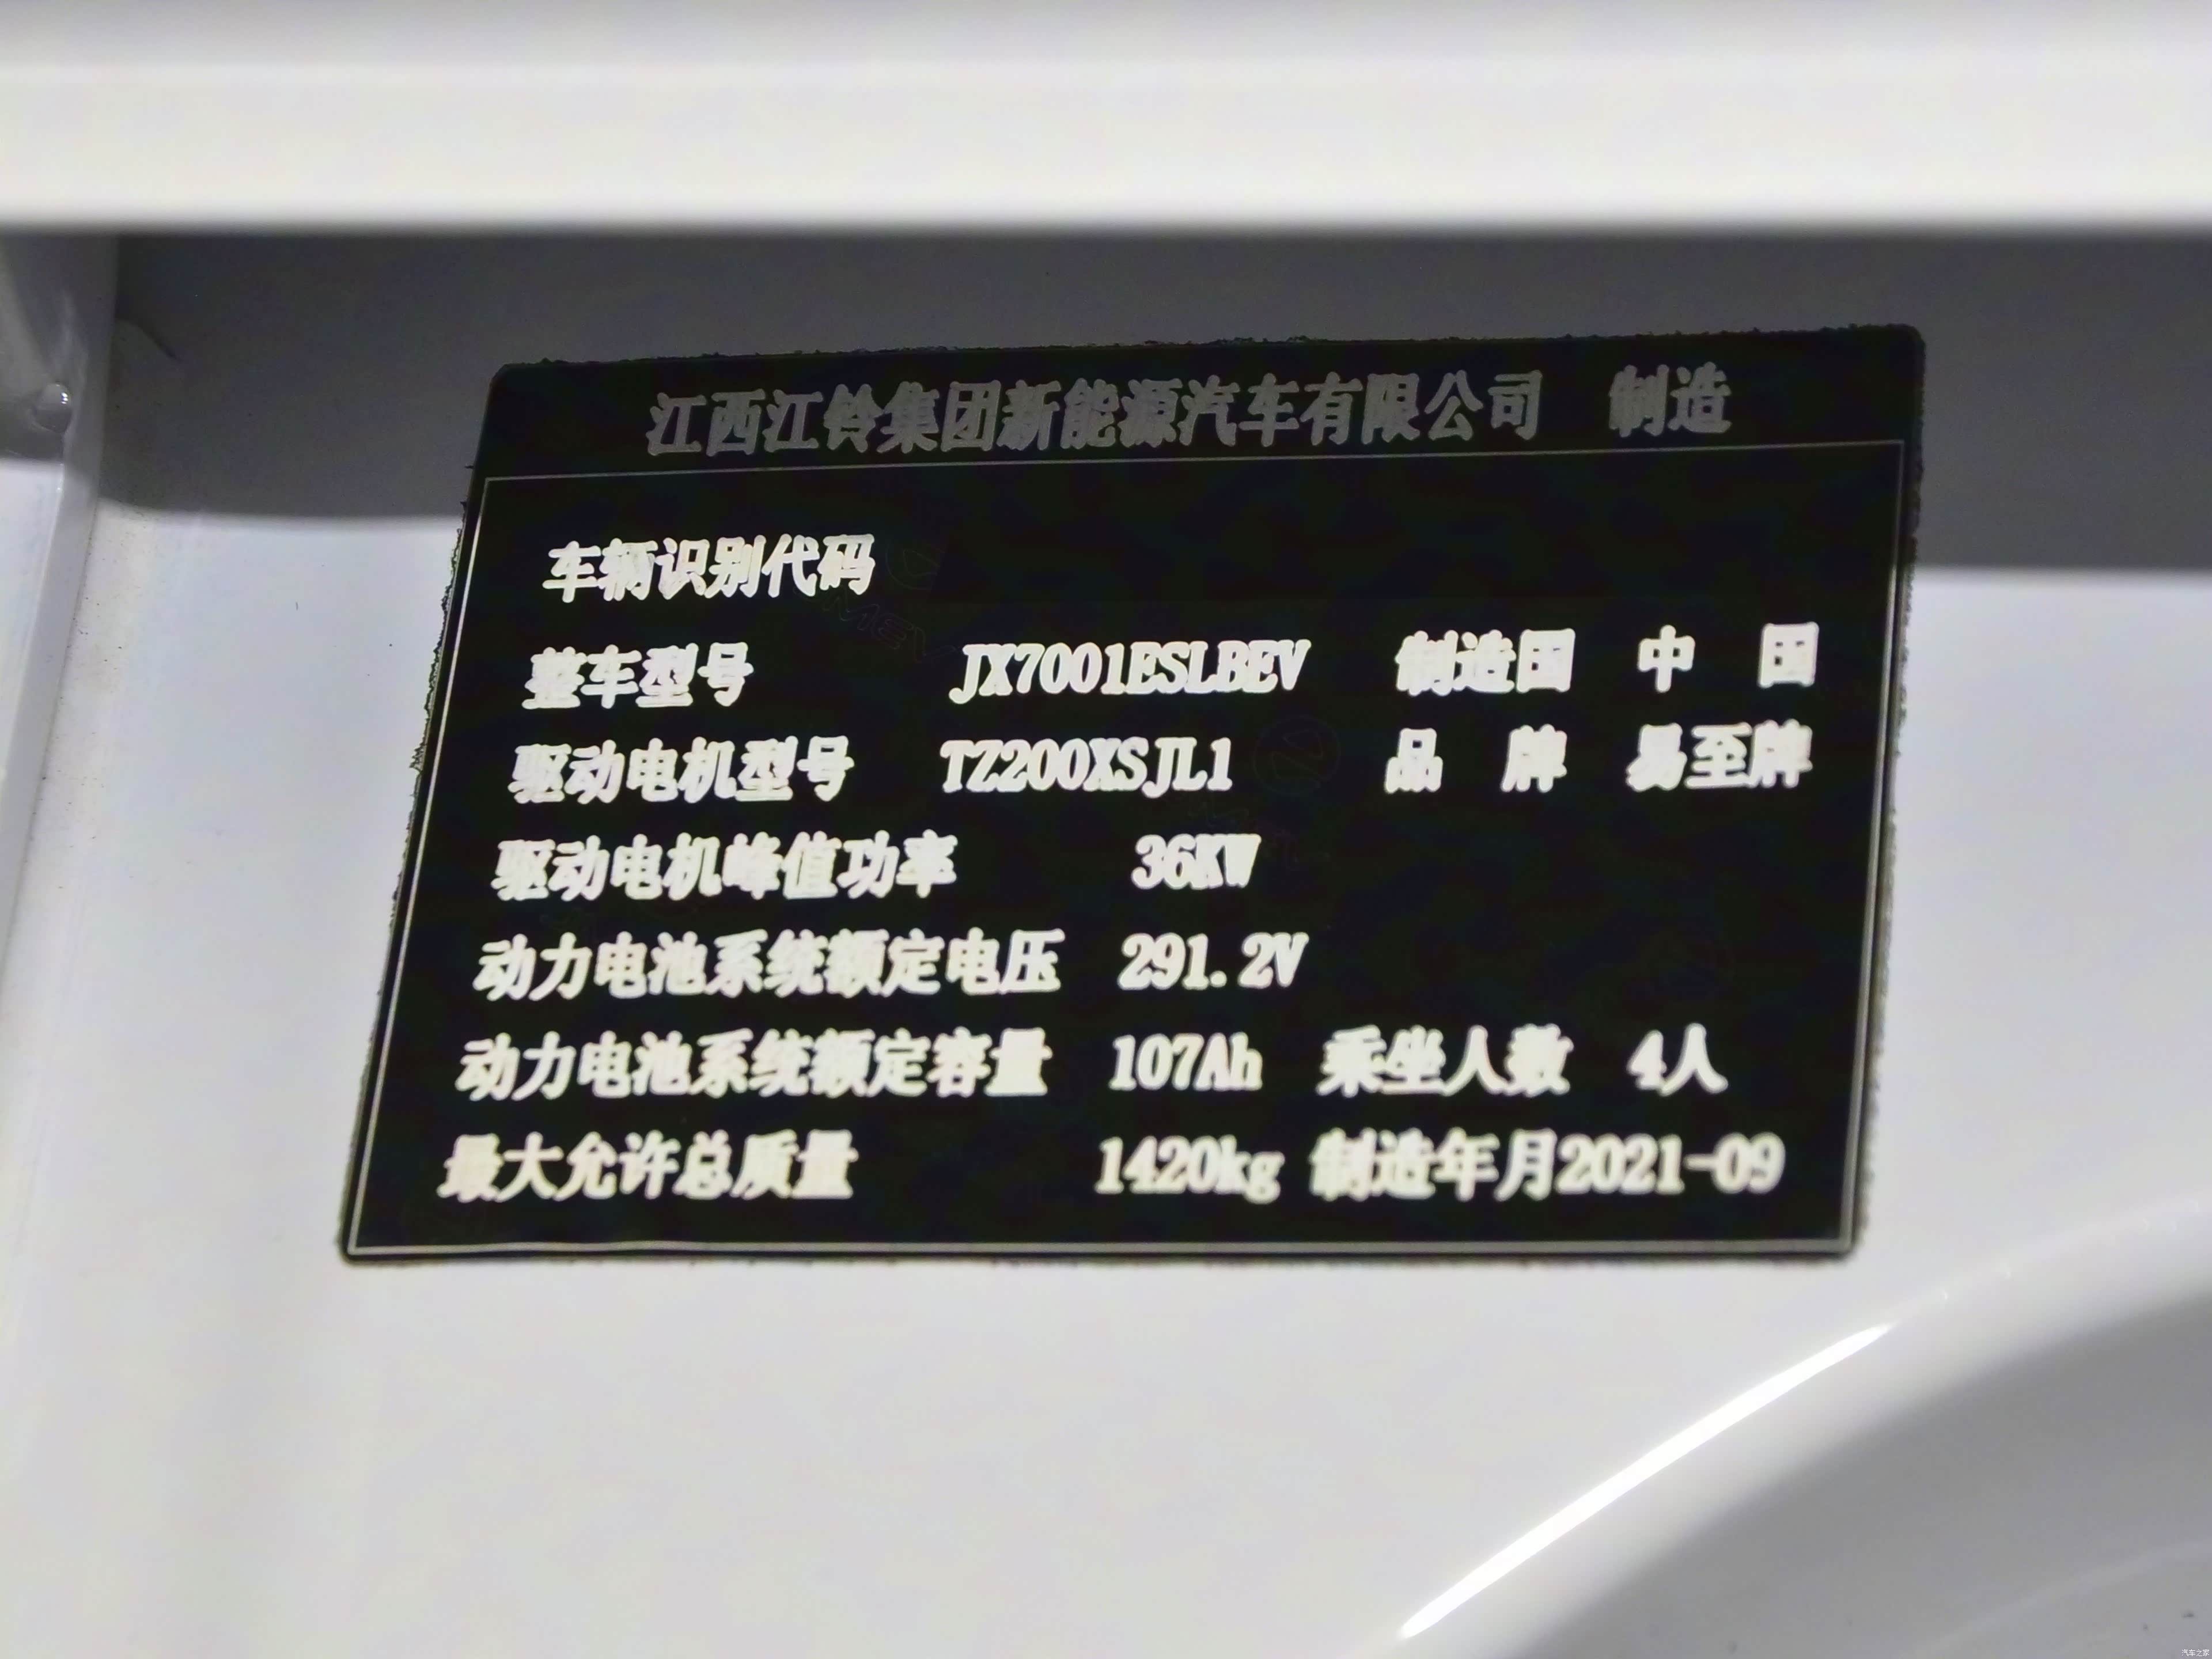 江西江铃集团新能源汽车有限公司 制造
车辆识别代码
整车型号 JX7001ESLBEV 制造国 中 国
驱动电机型号 TZ200XSJL1 品 牌 易至牌
驱动电机峰值功率 36KW
动力电池系统额定电压 291.2V
动力电池系统额定容量 107Ah 乘坐人数 4人
最大允许总质量 1420kg 制造年月2021-09
汽车之家